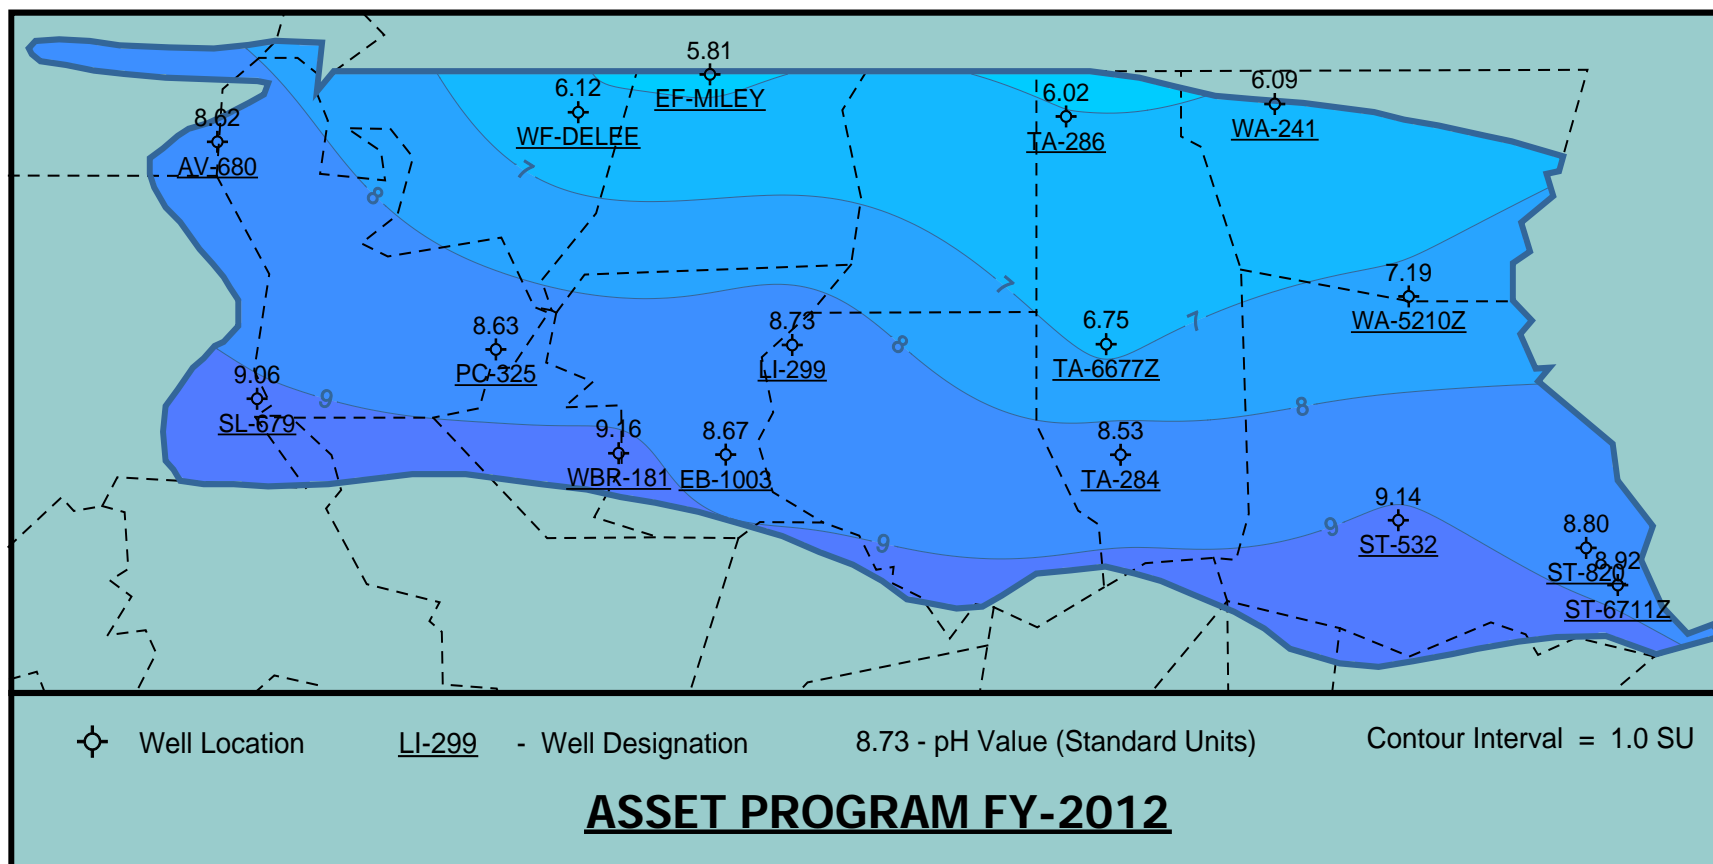 5.81
EF-MILEY
6.12
WF-DELEE
6.02
TA-286
6.09
WA-241
8.62
AV-680
7
8
7.19
WA-5210Z
7
7
8.63
PC-325
8.73
LI-299
8
6.75
TA-6677Z
9.06
SL-679
9
8
9.16
WBR-181
8.67
EB-1003
8.53
TA-284
9.14
ST-532
9
9
8.80
ST-820
8.92
ST-6711Z
Well Location
LI-299 - Well Designation
8.73 - pH Value (Standard Units)
Contour Interval = 1.0 SU
ASSET PROGRAM FY-2012